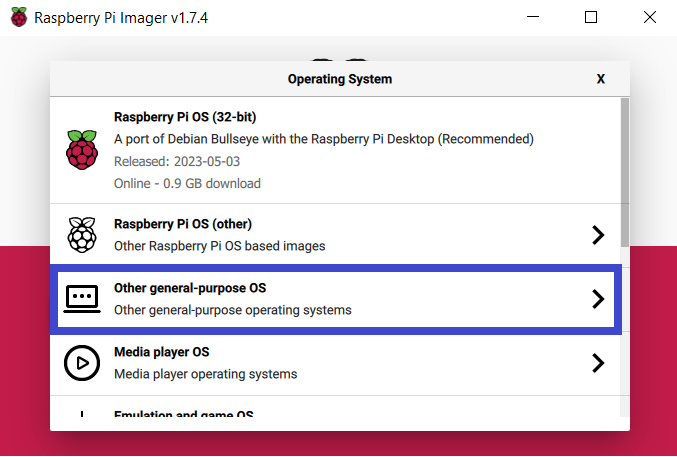 Raspberry Pi Imager v1.7.4
Operating System
X
Raspberry Pi OS (32-bit)
A port of Debian Bullseye with the Raspberry Pi Desktop (Recommended)
Released: 2023-05-03
Online - 0.9 GB download
Raspberry Pi OS (other)
Other Raspberry Pi OS based images
Other general-purpose OS
Other general-purpose operating systems
Media player OS
Media player operating systems
Emulation and game OS